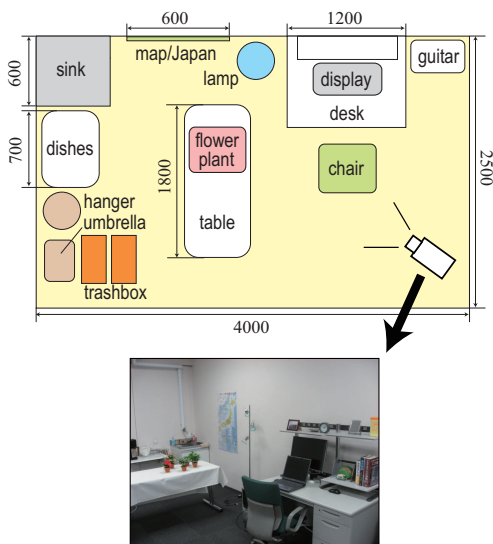 600
1200
600
sink
map/Japan
lamp
display
desk
guitar
700
dishes
1800
flower
plant
table
chair
2500
hanger
umbrella
trashbox
4000